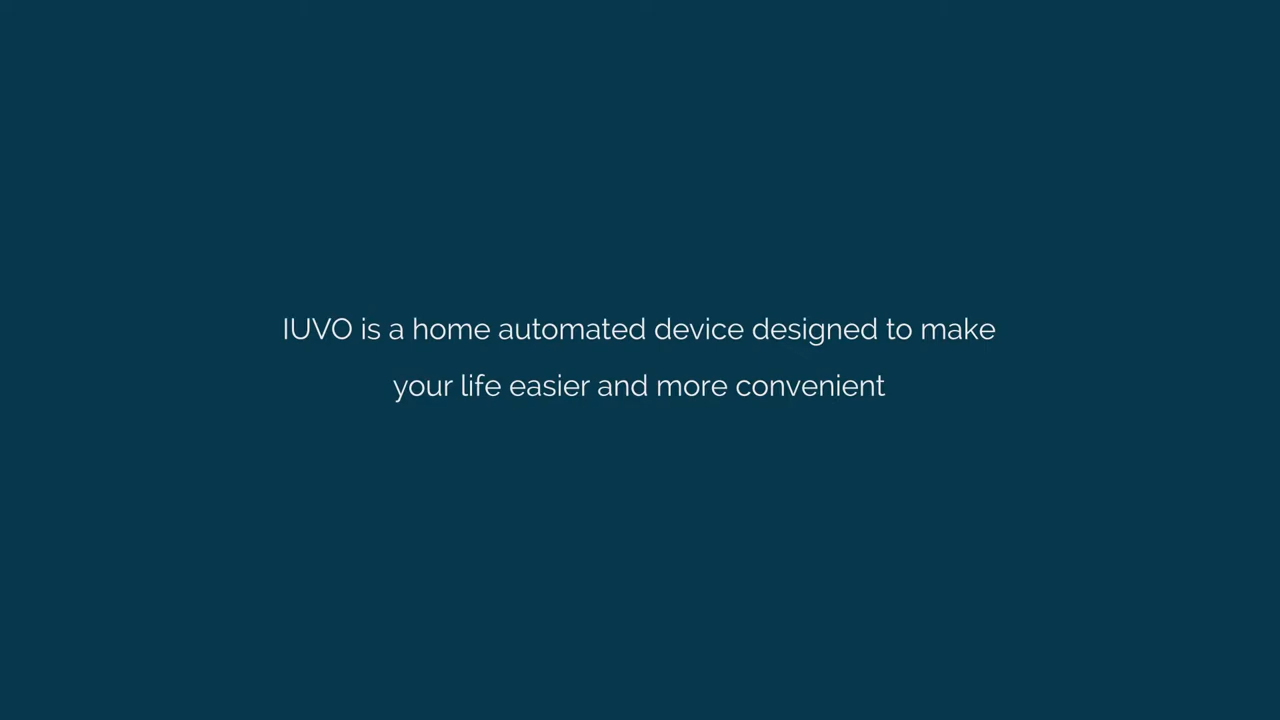 IUVO is a home automated device designed to make
your life easier and more convenient